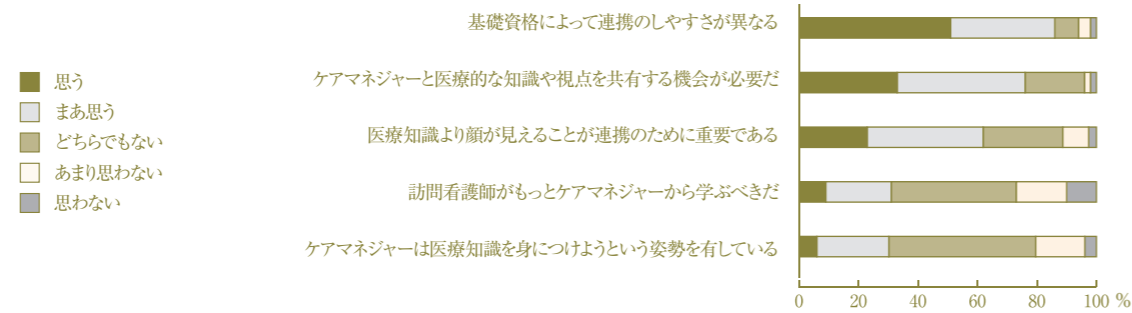 基礎資格によって連携のしやすさが異なる
ケアマネジャーと医療的な知識や視点を共有する機会が必要だ
医療知識より顔が見えることが連携のために重要である
訪問看護師がもっとケアマネジャーから学ぶべきだ
ケアマネジャーは医療知識を身につけようという姿勢を有している
思う
まあ思う
どちらでもない
あまり思わない
思わない
0 20 40 60 80 100 %